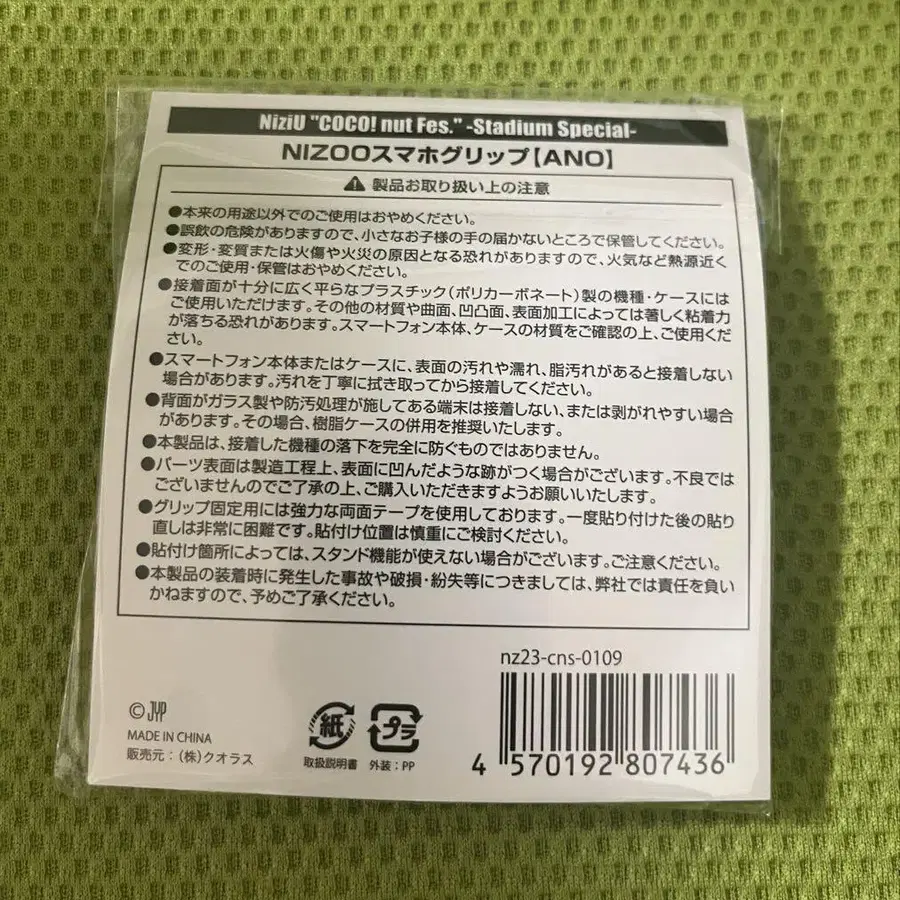 NiziU "COCO! nut Fes." -Stadium Special-
NIZOOスマホグリップ【ANO】
製品お取り扱い上の注意
●本来の用途以外でのご使用はおやめください。
●誤飲の危険がありますので、小さなお子様の手の届かないところで保管してください。
●変形・変質または火傷や火災の原因となる恐れがありますので、火気など熱源近く
でのご使用・保管はおやめください。
●接着面が十分に広く平らなプラスチック(ポリカーボネート)製の機種・ケースには
ご使用いただけます。その他の材質や曲面、凹凸面、表面加工によっては著しく粘着力
が落ちる恐れがあります。スマートフォン本体、ケースの材質をご確認の上、ご使用くだ
さい。
●スマートフォン本体またはケースに、表面の汚れや濡れ、脂汚れがあると接着しない
場合があります。汚れを丁寧に拭き取ってから接着してください。
●背面がガラス製や防汚処理が施してある端末は接着しない、または剥がれやすい場合
があります。その場合、樹脂ケースの併用を推奨いたします。
●本製品は、接着した機種の落下を完全に防ぐものではありません。
●パーツ表面は製造工程上、表面に凹んだような跡がつく場合がございます。不良では
ございませんのでご了承の上、ご購入いただきますようお願いいたします。
●グリップ固定用には強力な両面テープを使用しております。一度貼り付けた後の貼り
直しは非常に困難です。貼付け位置は慎重にご検討ください。
●貼付け箇所によっては、スタンド機能が使えない場合がございます。ご注意ください。
●本製品の装着時に発生した事故や破損・紛失等につきましては、弊社では責任を負い
かねますので、予めご了承ください。
nz23-cns-0109
© JYP
MADE IN CHINA
販売元:(株)クオラス
紙
取扱説明書
プラ
外装:PP
4 570192 807436